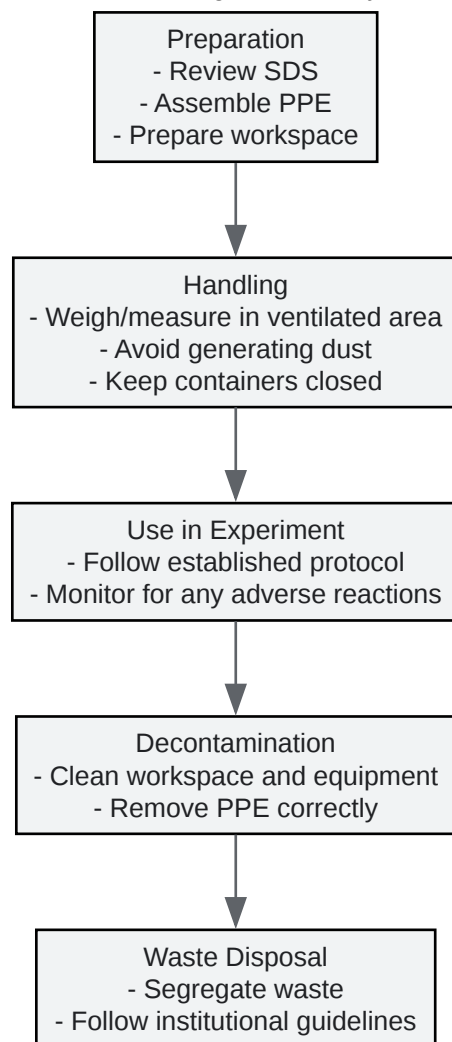 Preparation
- Review SDS
- Assemble PPE
- Prepare workspace
Handling
- Weigh/measure in ventilated area
- Avoid generating dust
- Keep containers closed
Use in Experiment
- Follow established protocol
- Monitor for any adverse reactions
Decontamination
- Clean workspace and equipment
- Remove PPE correctly
Waste Disposal
- Segregate waste
- Follow institutional guidelines